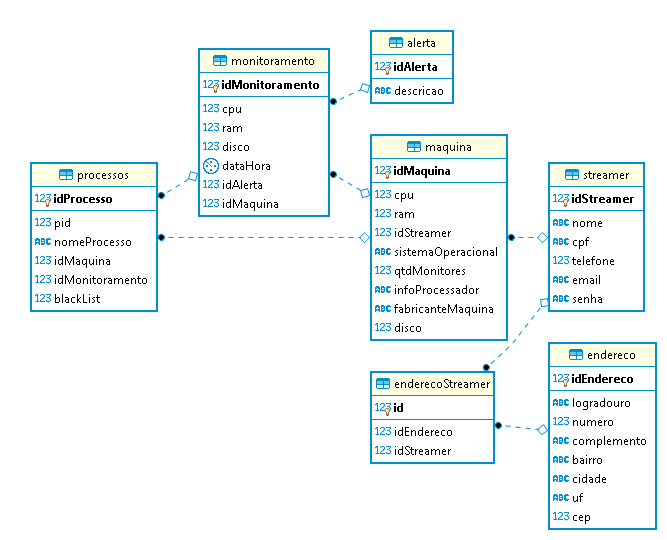 monitoramento
123 idMonitoramento
123 cpu
123 ram
123 disco
dataHora
123 idAlerta
123 idMaquina
alerta
123 idAlerta
ABC descricao
processos
123 idProcesso
123 pid
ABC nomeProcesso
123 idMaquina
123 idMonitoramento
123 blackList
maquina
123 idMaquina
123 cpu
123 ram
123 idStreamer
ABC sistemaOperacional
123 qtdMonitores
ABC infoProcessador
ABC fabricanteMaquina
123 disco
streamer
123 idStreamer
ABC nome
ABC cpf
123 telefone
ABC email
ABC senha
enderecoStreamer
123 id
123 idEndereco
123 idStreamer
endereco
123 idEndereco
ABC logradouro
123 numero
ABC complemento
ABC bairro
ABC cidade
ABC uf
123 cep